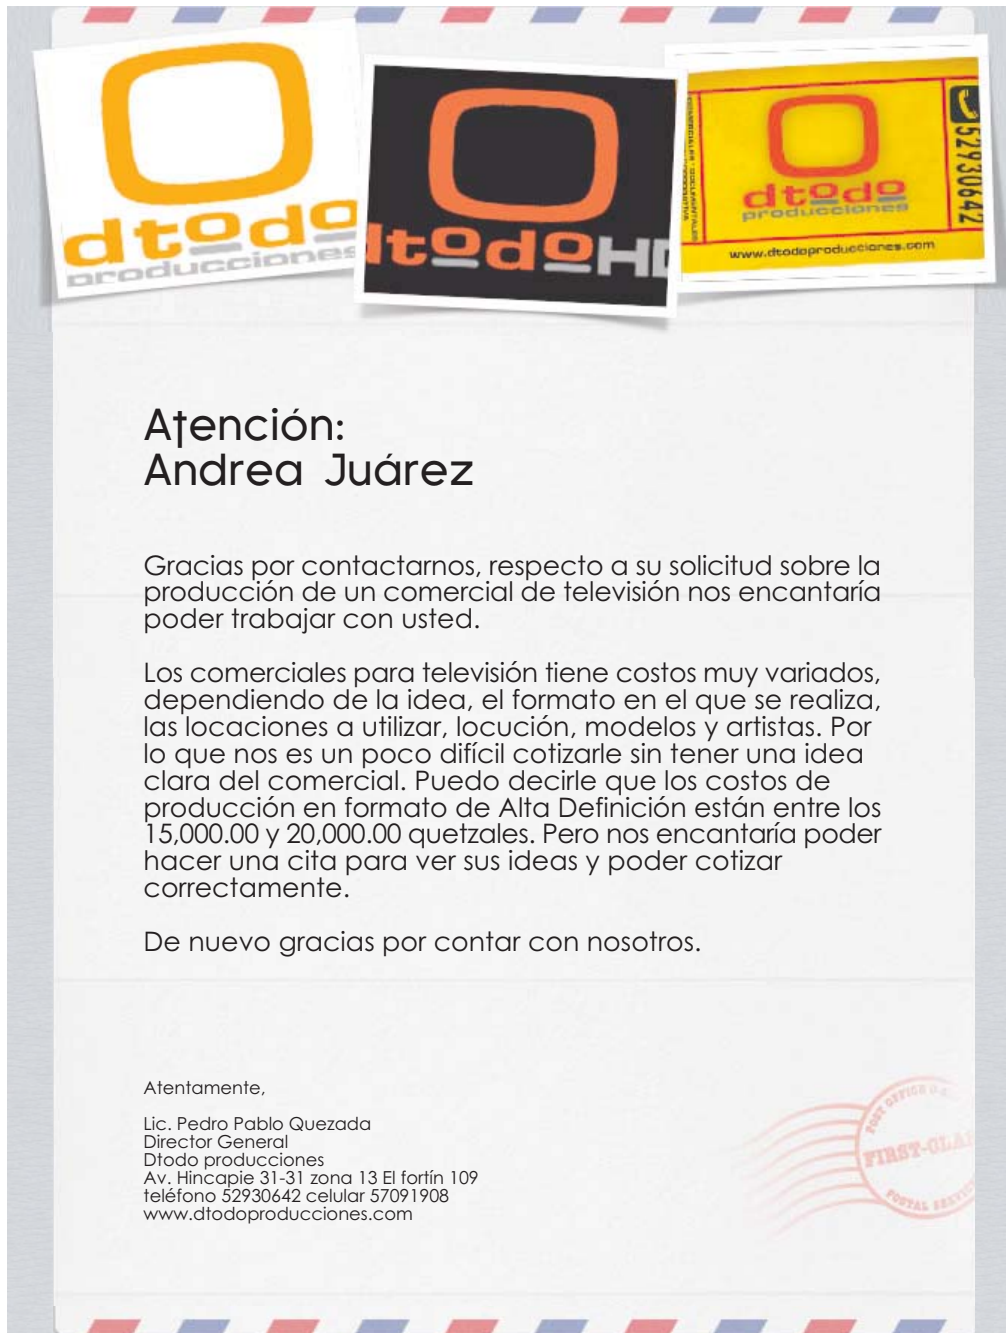 dtodo
producciones
dtodoHD
COMERCIALES * DOCUMENTALES
dtodo
producciones
52930642
www.dtodoproducciones.com
Atención:
Andrea Juárez
Gracias por contactarnos, respecto a su solicitud sobre la
producción de un comercial de televisión nos encantaría
poder trabajar con usted.
Los comerciales para televisión tiene costos muy variados,
dependiendo de la idea, el formato en el que se realiza,
las locaciones a utilizar, locución, modelos y artistas. Por
lo que nos es un poco difícil cotizarle sin tener una idea
clara del comercial. Puedo decirle que los costos de
producción en formato de Alta Definición están entre los
15,000.00 y 20,000.00 quetzales. Pero nos encantaría poder
hacer una cita para ver sus ideas y poder cotizar
correctamente.
De nuevo gracias por contar con nosotros.
Atentamente,
Lic. Pedro Pablo Quezada
Director General
Dtodo producciones
Av. Hincapie 31-31 zona 13 El fortín 109
teléfono 52930642 celular 57091908
www.dtodoproducciones.com
POST OFFICE
FIRST-CLA
POSTAL